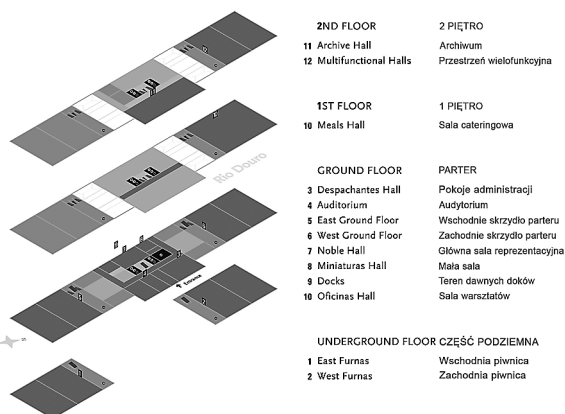 2ND FLOOR 2 PIĘTRO
11 Archive Hall Archiwum
12 Multifunctional Halls Przestrzeń wielofunkcyjna
1ST FLOOR 1 PIĘTRO
10 Meals Hall Sala cateringowa
GROUND FLOOR PARTER
3 Despachantes Hall Pokoje administracji
4 Auditorium Audytorium
5 East Ground Floor Wschodnie skrzydło parteru
6 West Ground Floor Zachodnie skrzydło parteru
7 Noble Hall Główna sala reprezentacyjna
8 Miniaturas Hall Mała sala
9 Docks Teren dawnych doków
10 Oficinas Hall Sala warsztatów
UNDERGROUND FLOOR CZĘŚĆ PODZIEMNA
1 East Furnas Wschodnia piwnica
2 West Furnas Zachodnia piwnica
Rio Douro
Entrance
N